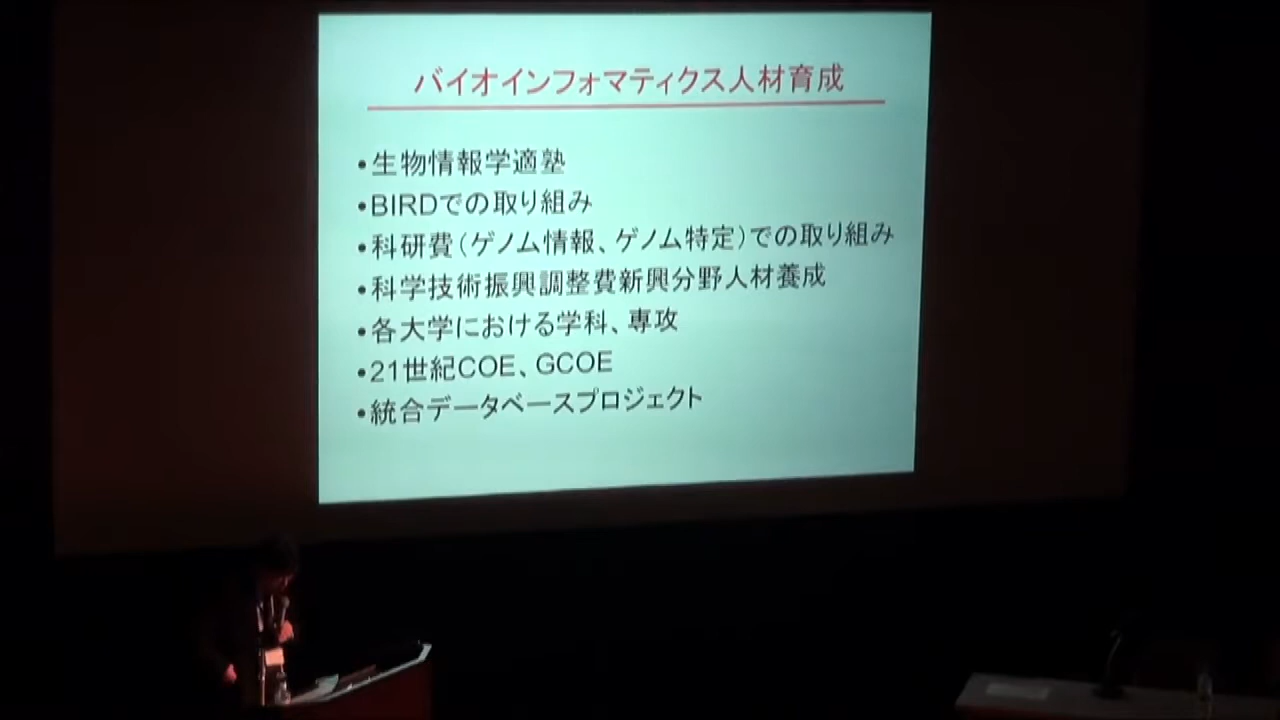 バイオインフォマティクス人材育成
•生物情報学適塾
•BIRDでの取り組み
•科研費(ゲノム情報、ゲノム特定)での取り組み
•科学技術振興調整費新興分野人材養成
•各大学における学科、専攻
•21世紀COE、GCOE
•統合データベースプロジェクト